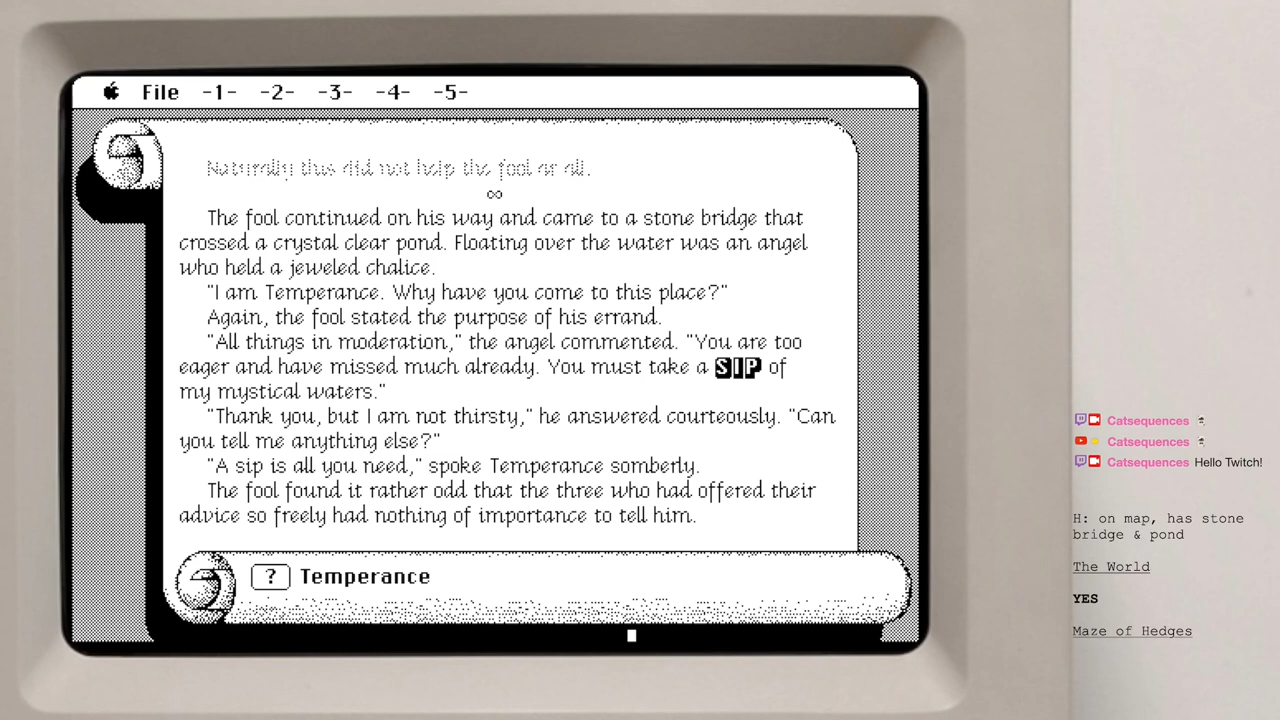 File -1- -2- -3- -4- -5-
Naturally this did not help the fool or all.
∞
The fool continued on his way and came to a stone bridge that
crossed a crystal clear pond. Floating over the water was an angel
who held a jeweled chalice.
"I am Temperance. Why have you come to this place?"
Again, the fool stated the purpose of his errand.
"All things in moderation," the angel commented. "You are too
eager and have missed much already. You must take a SIP of
my mystical waters."
"Thank you, but I am not thirsty," he answered courteously. "Can
you tell me anything else?"
"A sip is all you need," spoke Temperance somberly.
The fool found it rather odd that the three who had offered their
advice so freely had nothing of importance to tell him.
? Temperance
Catsequences
Catsequences
Catsequences Hello Twitch!
H: on map, has stone
bridge & pond
The World
YES
Maze of Hedges